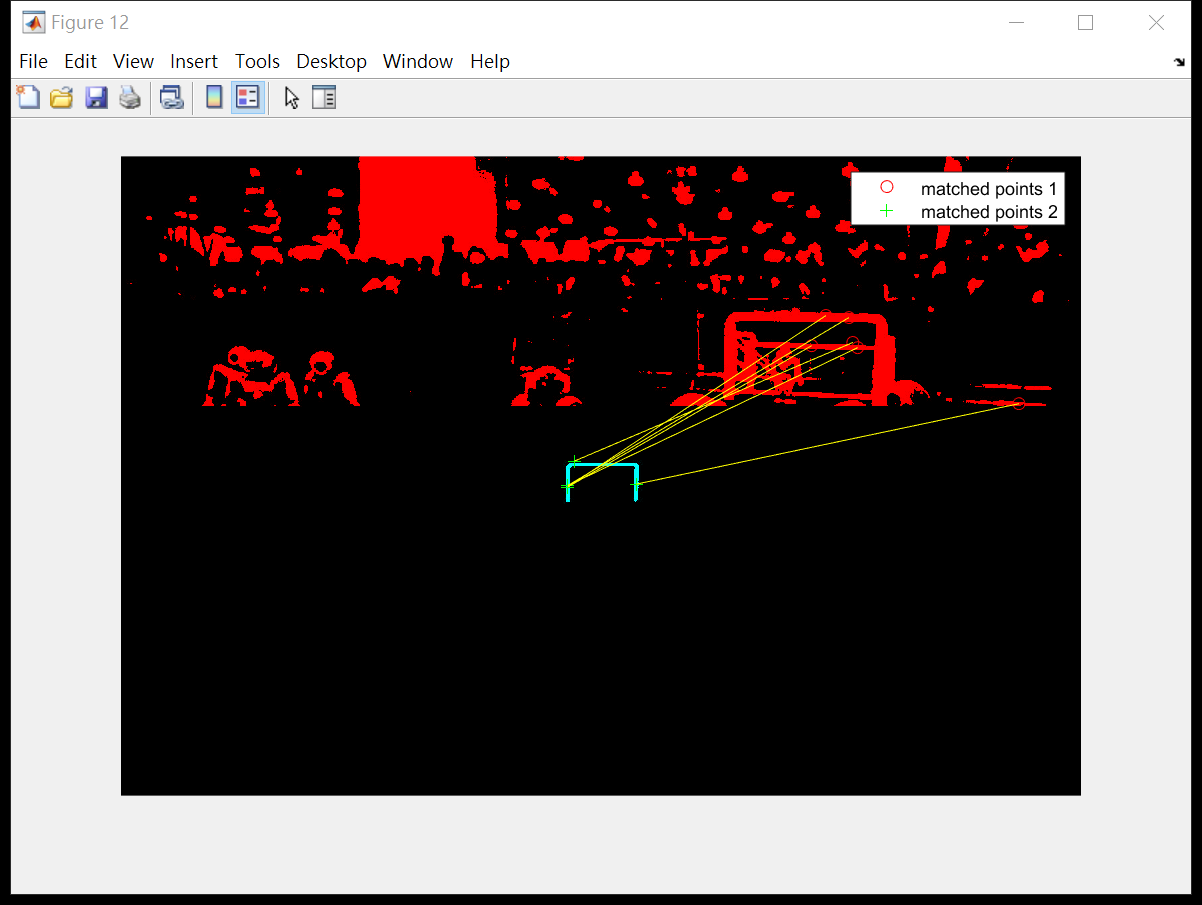 Figure 12
File Edit View Insert Tools Desktop Window Help
matched points 1
matched points 2